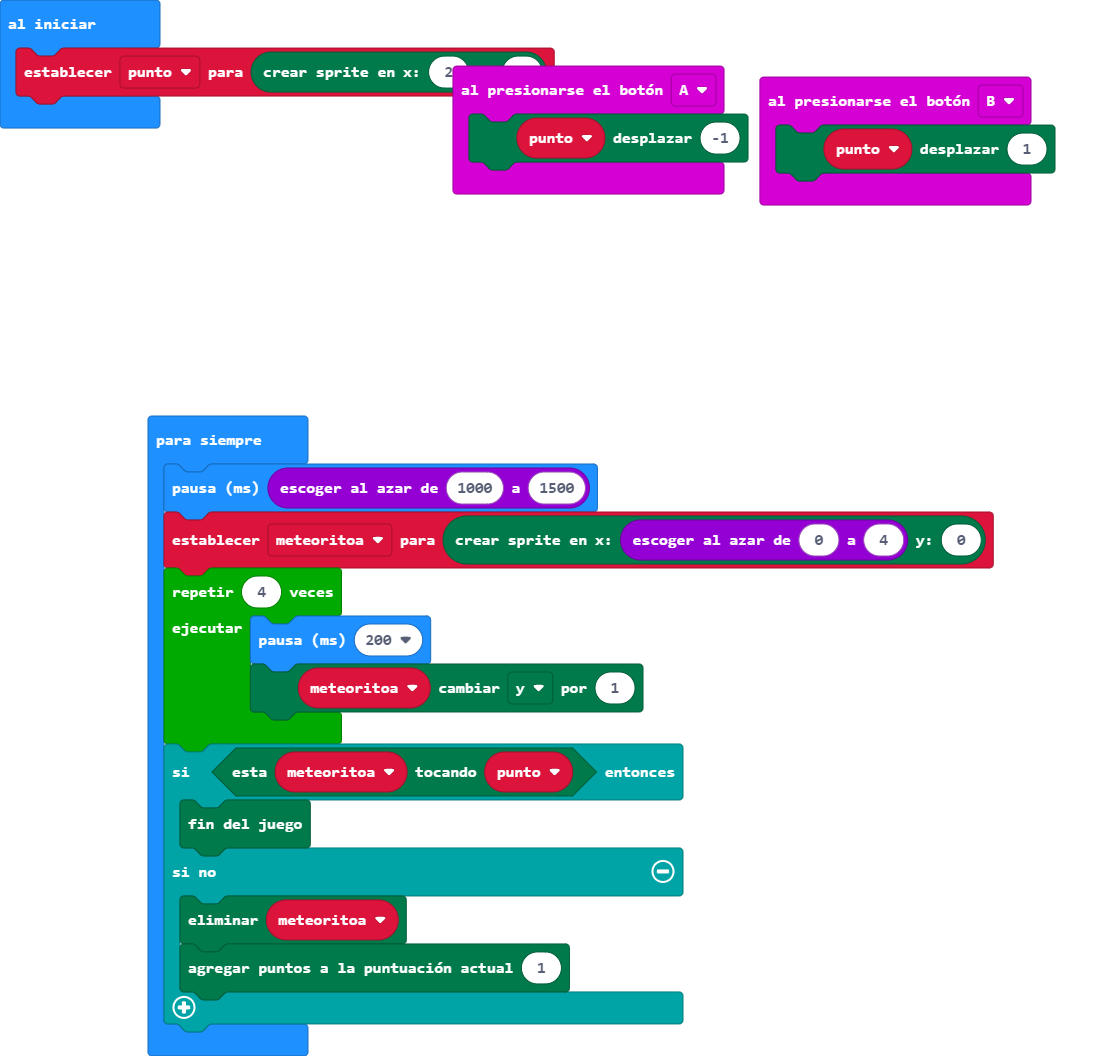 al iniciar
establecer punto para crear sprite en x: 2
al presionarse el botón A
punto desplazar -1
al presionarse el botón B
punto desplazar 1
para siempre
pausa (ms) escoger al azar de 1000 a 1500
establecer meteoritoa para crear sprite en x: escoger al azar de 0 a 4 y: 0
repetir 4 veces
ejecutar
pausa (ms) 200
meteoritoa cambiar y por 1
si esta meteoritoa tocando punto entonces
fin del juego
si no
eliminar meteoritoa
agregar puntos a la puntuación actual 1